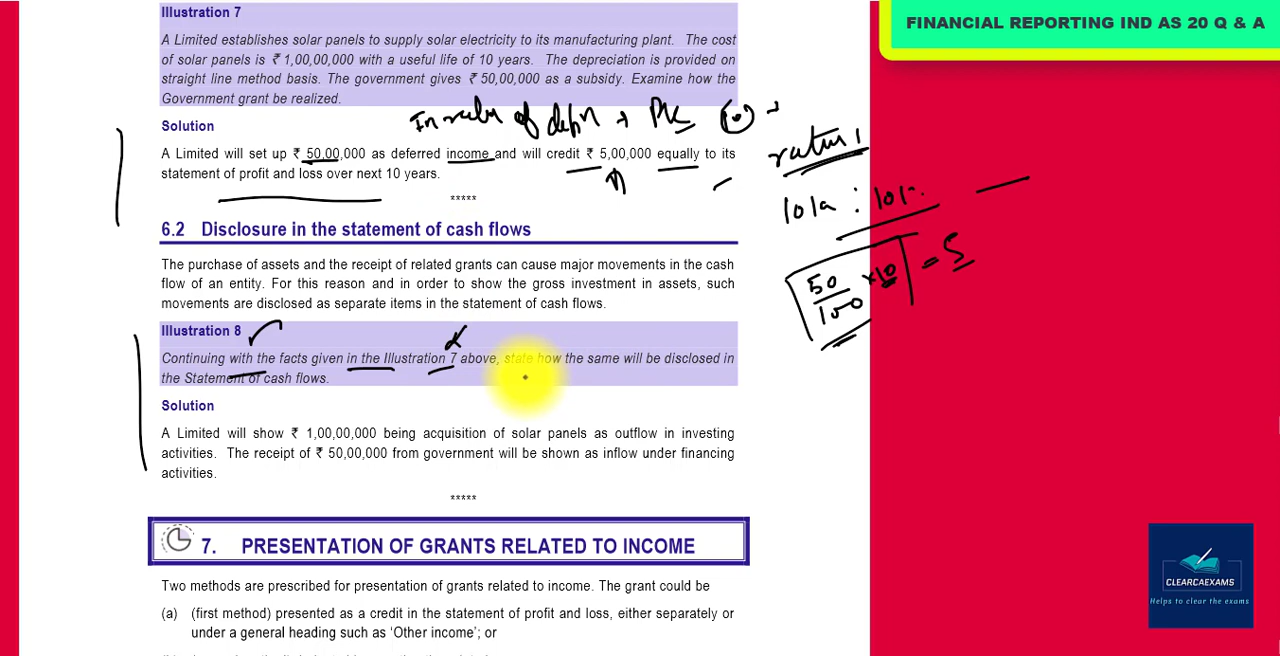 FINANCIAL REPORTING IND AS 20 Q & A
Illustration 7
A Limited establishes solar panels to supply solar electricity to its manufacturing plant. The cost
of solar panels is ₹ 1,00,00,000 with a useful life of 10 years. The depreciation is provided on
straight line method basis. The government gives ₹ 50,00,000 as a subsidy. Examine how the
Government grant be realized.
of depn
Solution
A Limited will set up ₹ 50,00,000 as deferred income and will credit ₹ 5,00,000 equally to its
statement of profit and loss over next 10 years.
*****
6.2 Disclosure in the statement of cash flows
50/100 ×10 = 5
The purchase of assets and the receipt of related grants can cause major movements in the cash
flow of an entity. For this reason and in order to show the gross investment in assets, such
movements are disclosed as separate items in the statement of cash flows.
Illustration 8
Continuing with the facts given in the Illustration 7 above, state how the same will be disclosed in
the Statement of cash flows.
Solution
A Limited will show ₹ 1,00,00,000 being acquisition of solar panels as outflow in investing
activities. The receipt of ₹ 50,00,000 from government will be shown as inflow under financing
activities.
*****
7. PRESENTATION OF GRANTS RELATED TO INCOME
Two methods are prescribed for presentation of grants related to income. The grant could be
(a) (first method) presented as a credit in the statement of profit and loss, either separately or
under a general heading such as 'Other income'; or
CLEARCAEXAMS
Helps to clear the exams